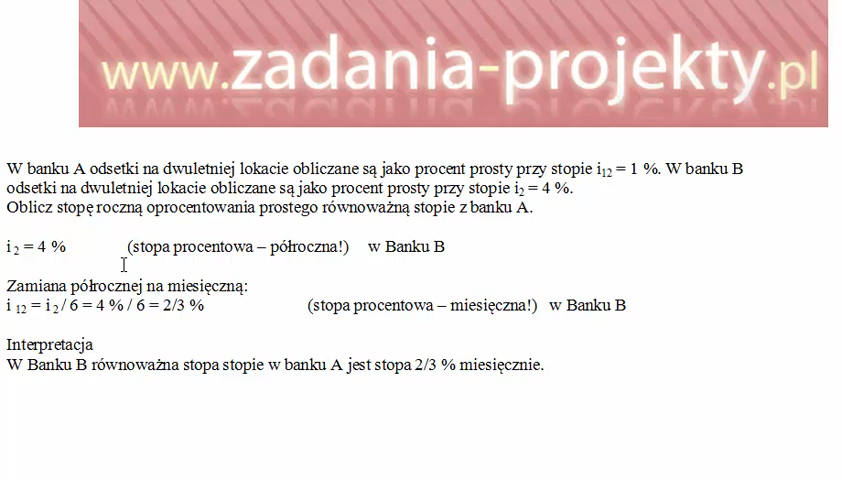 www.zadania-projekty.pl
W banku A odsetki na dwuletniej lokacie obliczane są jako procent prosty przy stopie i12 = 1 %. W banku B
odsetki na dwuletniej lokacie obliczane są jako procent prosty przy stopie i2 = 4 %.
Oblicz stopę roczną oprocentowania prostego równoważną stopie z banku A.
i 2 = 4 % (stopa procentowa – półroczna!) w Banku B
Zamiana półrocznej na miesięczną:
i 12 = i 2 / 6 = 4 % / 6 = 2/3 % (stopa procentowa – miesięczna!) w Banku B
Interpretacja
W Banku B równoważna stopa stopie w banku A jest stopa 2/3 % miesięcznie.